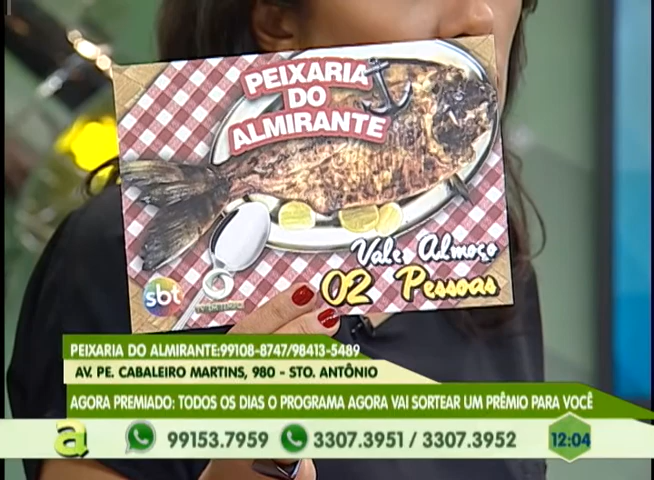 PEIXARIA
DO
ALMIRANTE
Vale Almoço
02 Pessoas
sbt
PEIXARIA DO ALMIRANTE:99108-8747/98413-5489
AV. PE. CABALEIRO MARTINS, 980 - STO. ANTÔNIO
AGORA PREMIADO: TODOS OS DIAS O PROGRAMA AGORA VAI SORTEAR UM PRÊMIO PARA VOCÊ
a 99153.7959 3307.3951 / 3307.3952 12:04